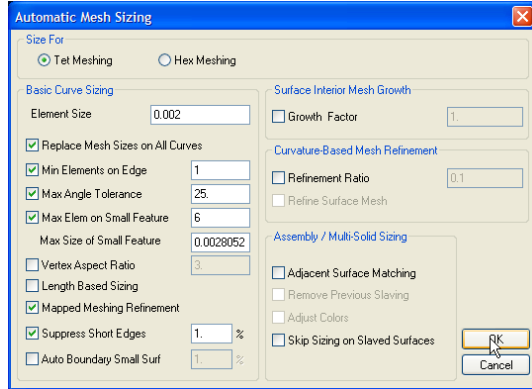 Automatic Mesh Sizing
Size For
Tet Meshing
Hex Meshing
Basic Curve Sizing
Element Size 0.002
Replace Mesh Sizes on All Curves
Min Elements on Edge 1
Max Angle Tolerance 25.
Max Elem on Small Feature 6
Max Size of Small Feature 0.0028052
Vertex Aspect Ratio 3.
Length Based Sizing
Mapped Meshing Refinement
Suppress Short Edges 1. %
Auto Boundary Small Surf 1. %
Surface Interior Mesh Growth
Growth Factor 1.
Curvature-Based Mesh Refinement
Refinement Ratio 0.1
Refine Surface Mesh
Assembly / Multi-Solid Sizing
Adjacent Surface Matching
Remove Previous Slaving
Adjust Colors
Skip Sizing on Slaved Surfaces
OK
Cancel